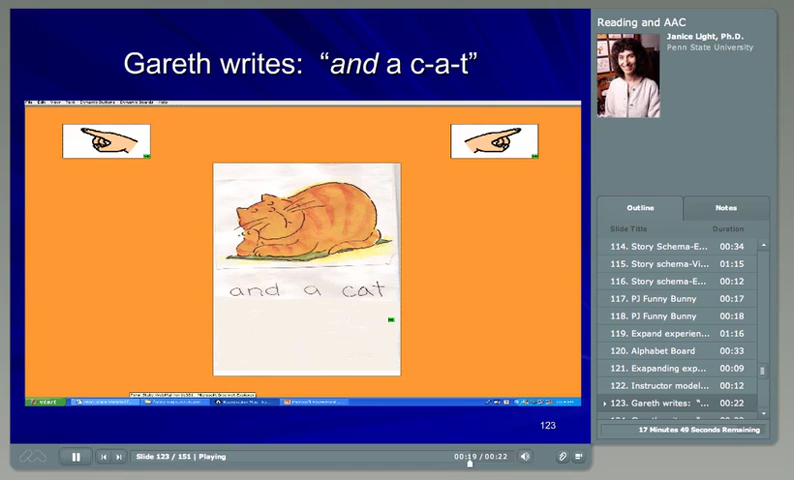 Gareth writes: “and a c-a-t”
and a cat
123
Reading and AAC
Janice Light, Ph.D.
Penn State University
Outline
Notes
Slide Title
Duration
114. Story Schema-E... 00:34
115. Story schema-Vi... 01:15
116. Story schema-E... 00:12
117. PJ Funny Bunny 00:17
118. PJ Funny Bunny 00:18
119. Expand experien... 01:16
120. Alphabet Board 00:33
121. Exapanding exp... 00:09
122. Instructor model... 00:12
123. Gareth writes: "... 00:22
17 Minutes 49 Seconds Remaining
Slide 123 / 151 | Playing
00:19 / 00:22